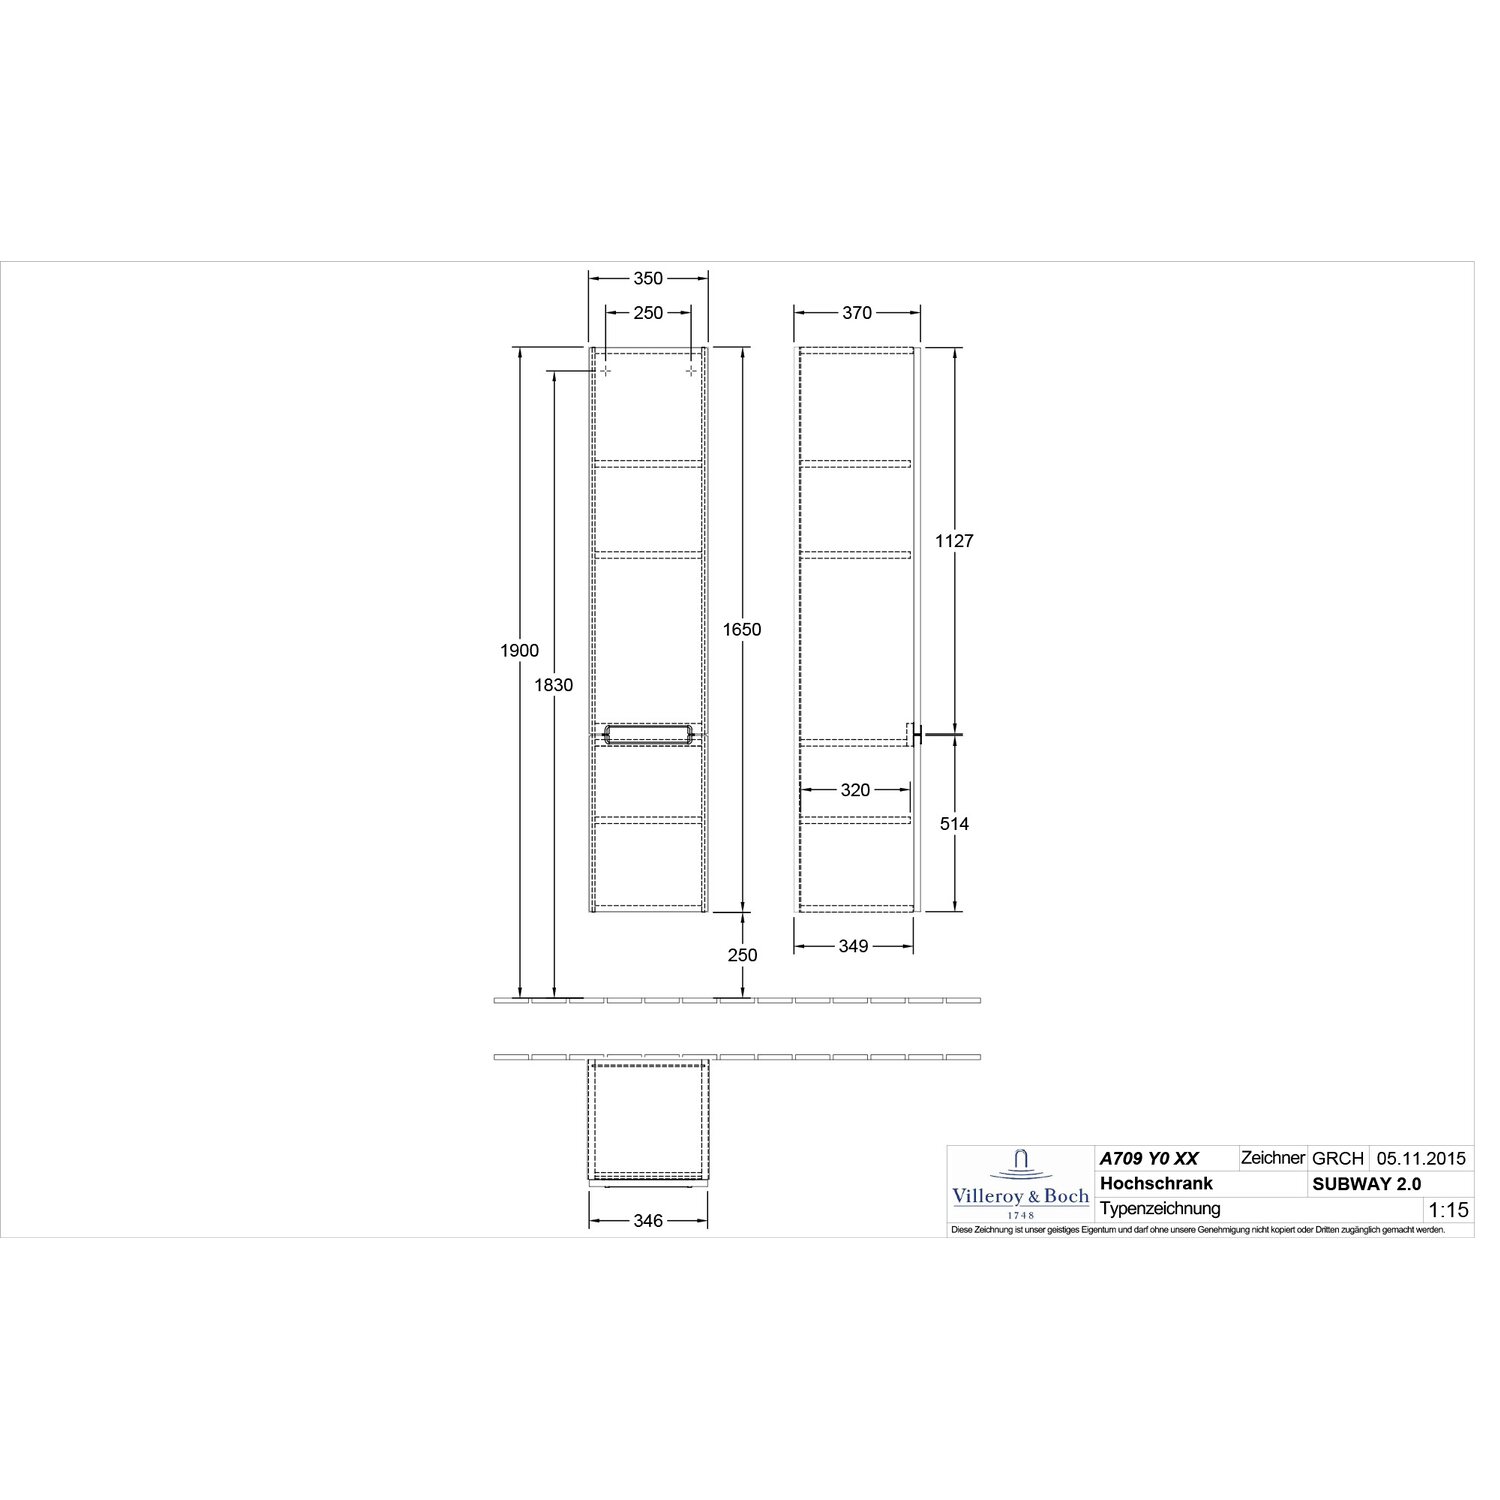 350
250
370
1127
1650
1900
1830
320
514
349
250
346
Villeroy & Boch
1748
A709 Y0 XX
Zeichner
GRCH
05.11.2015
Hochschrank
SUBWAY 2.0
Typenzeichnung
1:15
Diese Zeichnung ist unser geistiges Eigentum und darf ohne unsere Genehmigung nicht kopiert oder Dritten zugänglich gemacht werden.